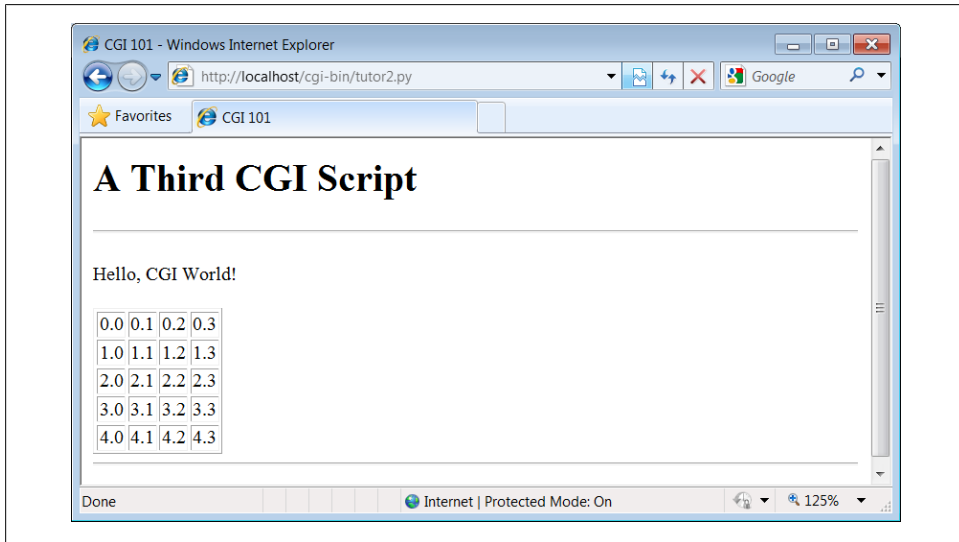 CGI 101 - Windows Internet Explorer
http://localhost/cgi-bin/tutor2.py
Google
Favorites
CGI 101
A Third CGI Script
Hello, CGI World!
0.0 0.1 0.2 0.3
1.0 1.1 1.2 1.3
2.0 2.1 2.2 2.3
3.0 3.1 3.2 3.3
4.0 4.1 4.2 4.3
Done
Internet | Protected Mode: On
125%